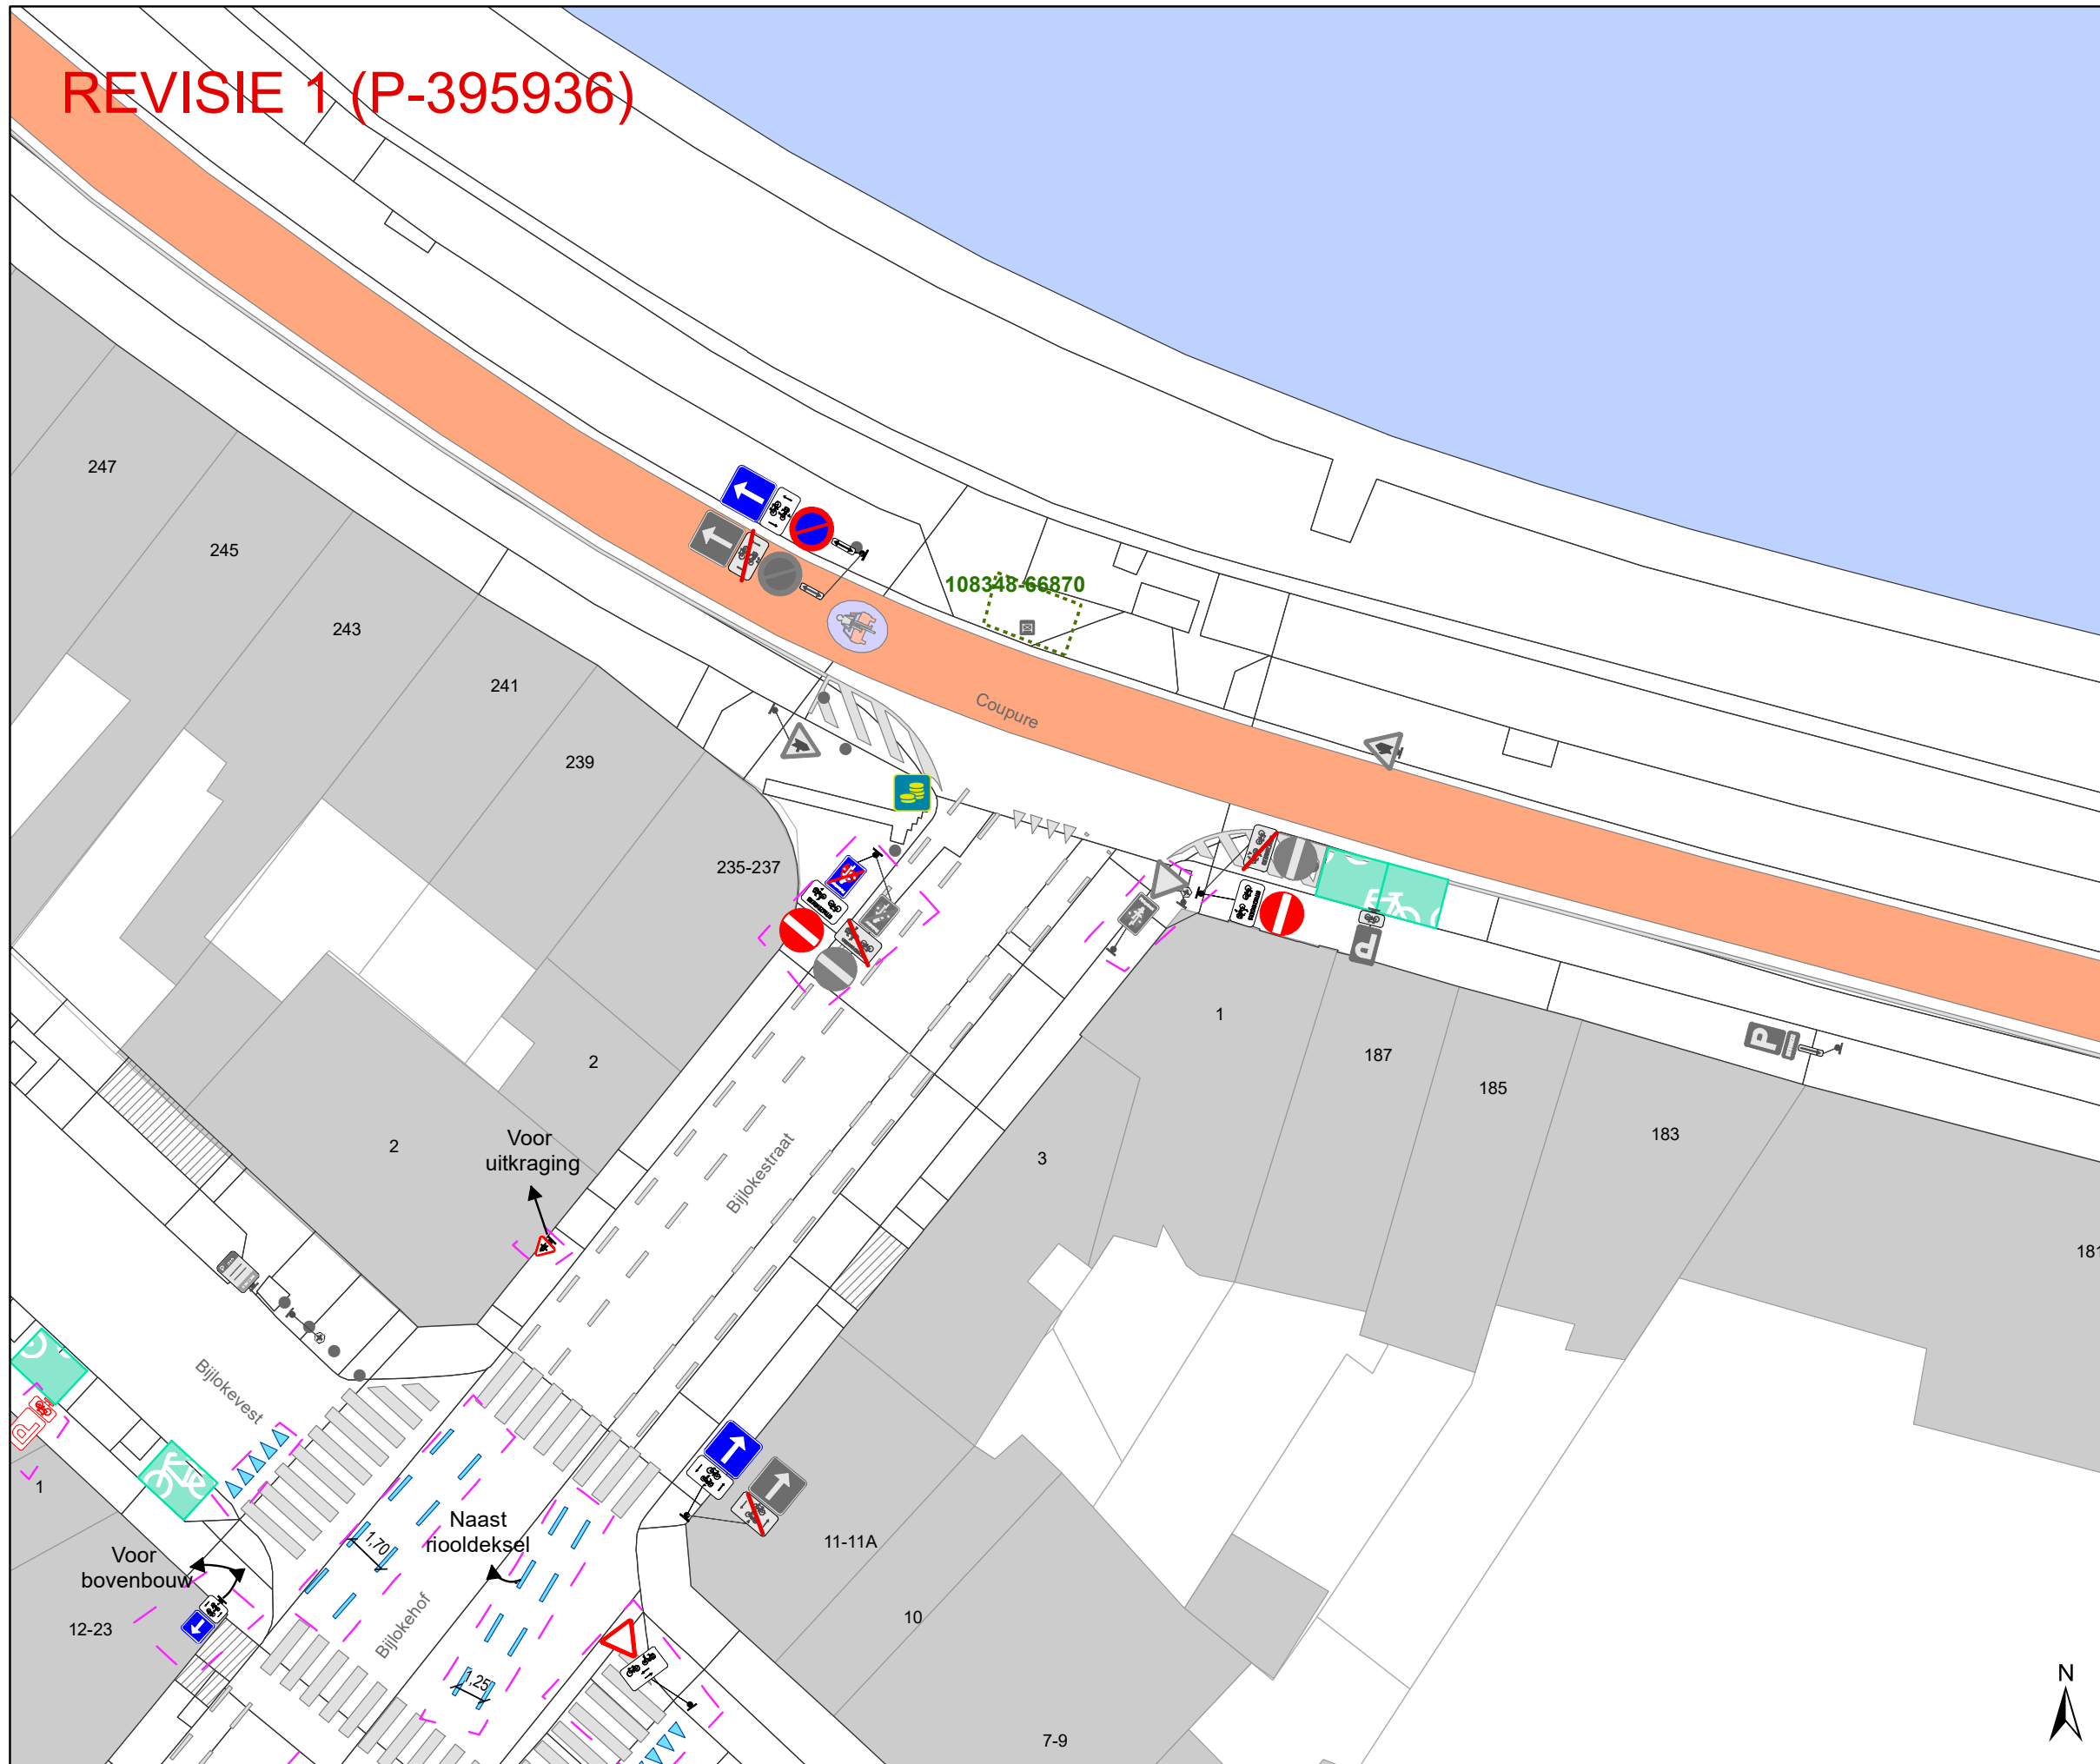 REVISIE 1 (P-395936)
247
245
243
241
239
235-237
108348-66870
Coupure
2
2
1
187
185
183
181
3
Voor
uitkraging
Bijlokestraat
Bijlokevest
P
P
P
1
Voor
bovenbouw
12-23
1,70
Naast
riooldeksel
Bijlokehof
1,25
11-11A
10
7-9
N